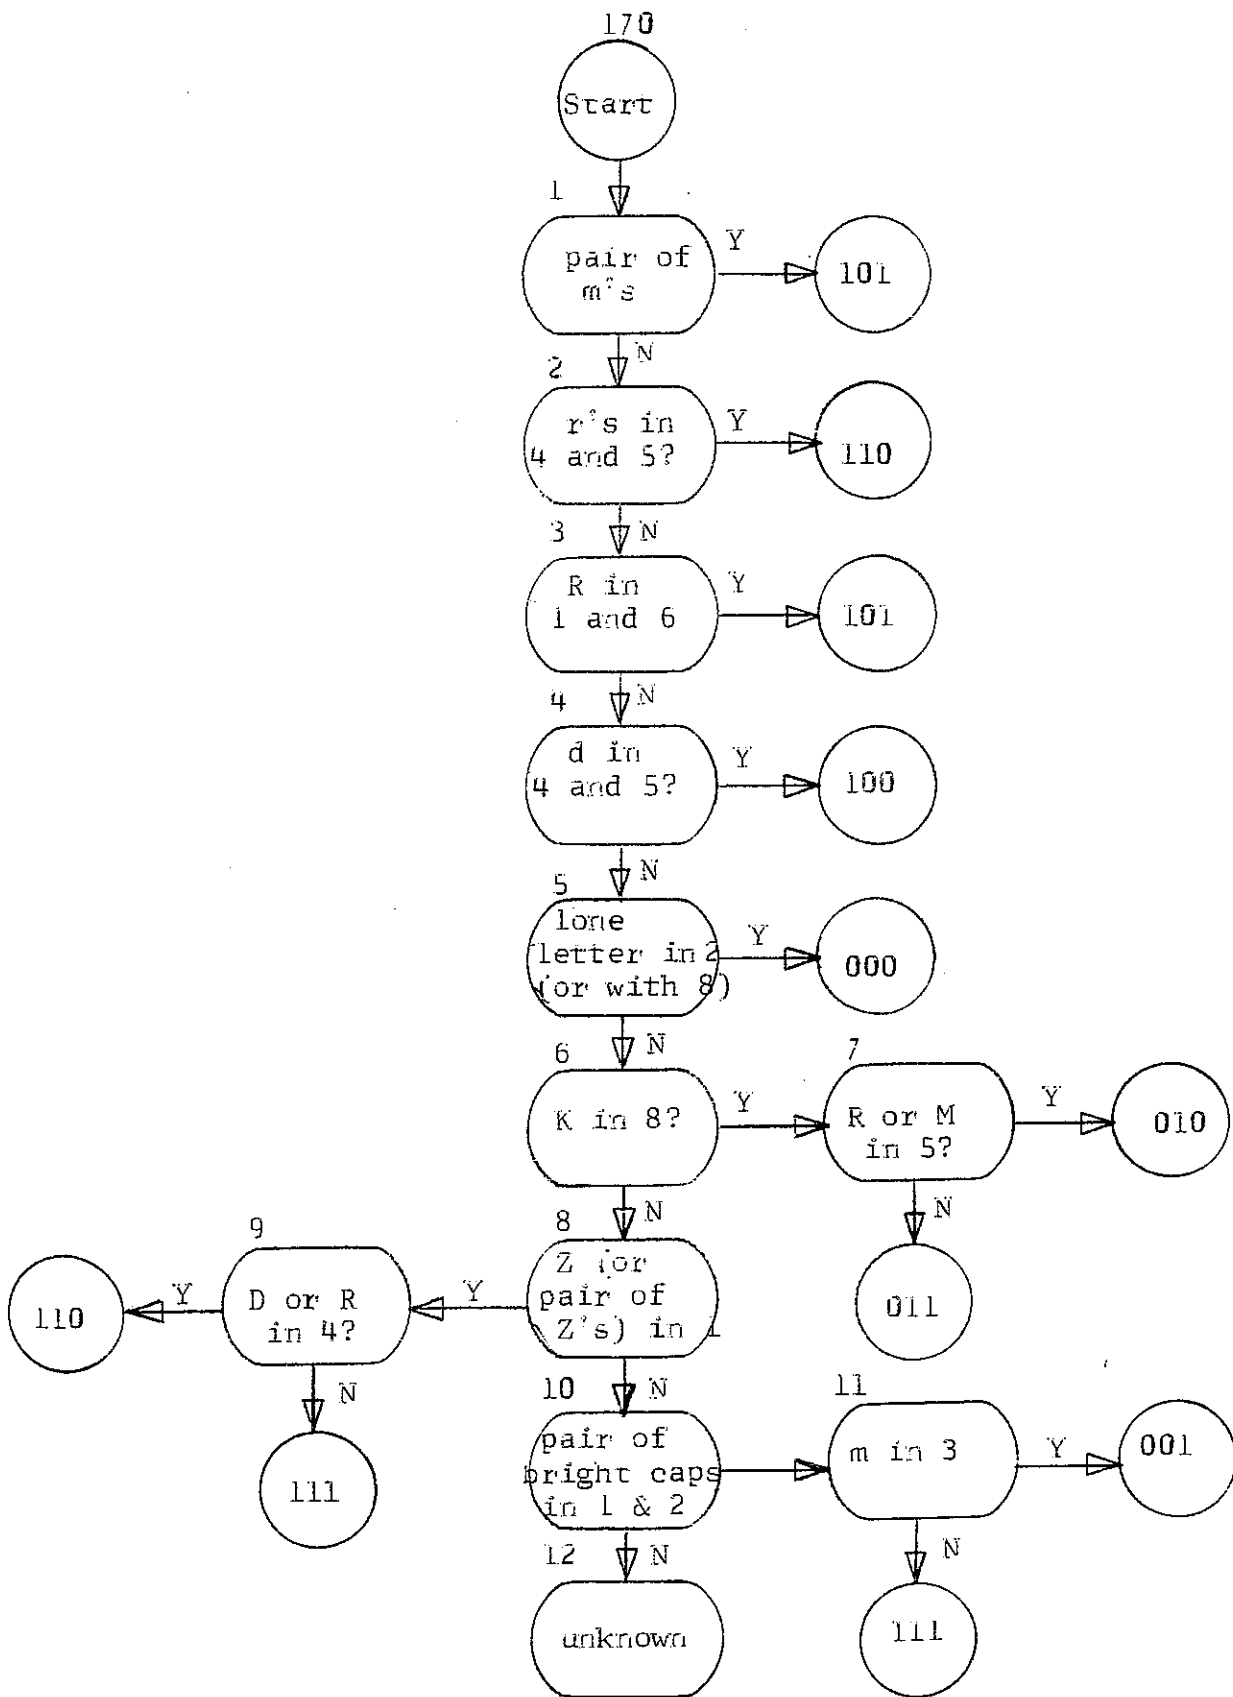 170
Start
1
pair of
m's
Y
101
N
2
r's in
4 and 5?
Y
110
N
3
R in
1 and 6
Y
101
N
4
d in
4 and 5?
Y
100
N
5
lone
letter in 2
(or with 8)
Y
000
N
6
K in 8?
Y
7
R or M
in 5?
Y
010
N
011
N
8
Z (or
pair of
Z's) in 1
Y
9
D or R
in 4?
Y
110
N
111
N
10
pair of
bright caps
in 1 & 2
11
m in 3
Y
001
N
111
N
12
unknown